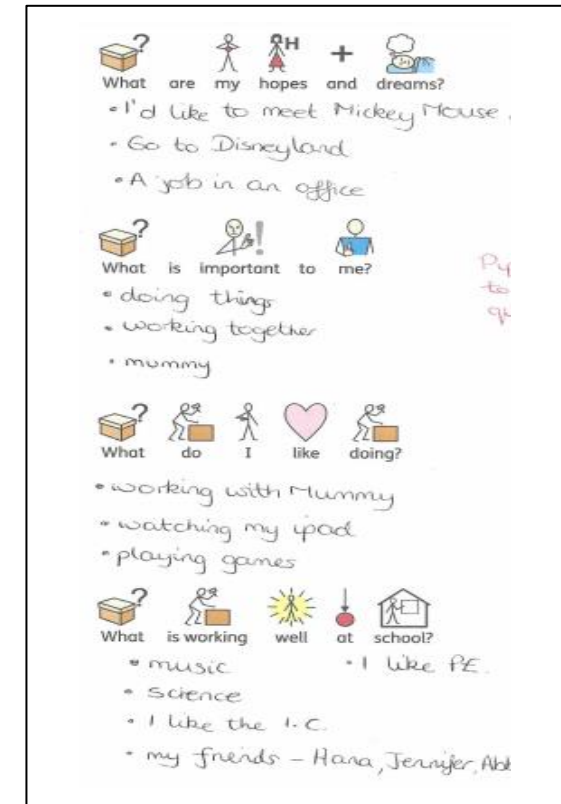 What are my hopes and dreams?
• I'd like to meet Mickey Mouse.
• Go to Disneyland
• A job in an office
What is important to me?
• doing things
• working together
• mummy
to
What do I like doing?
• working with Mummy
• watching my ipad
• playing games
What is working well at school?
• music
• I like PE.
• Science
• I like the I.C.
• my friends – Hana, Jennifer,